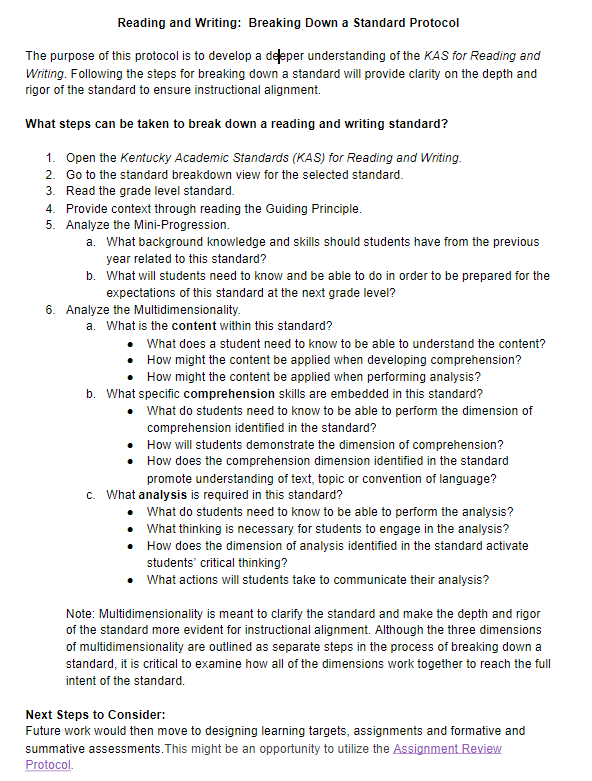 Reading and Writing: Breaking Down a Standard Protocol
The purpose of this protocol is to develop a deeper understanding of the KAS for Reading and
Writing. Following the steps for breaking down a standard will provide clarity on the depth and
rigor of the standard to ensure instructional alignment.
What steps can be taken to break down a reading and writing standard?
1. Open the Kentucky Academic Standards (KAS) for Reading and Writing.
2. Go to the standard breakdown view for the selected standard.
3. Read the grade level standard.
4. Provide context through reading the Guiding Principle.
5. Analyze the Mini-Progression.
a. What background knowledge and skills should students have from the previous
year related to this standard?
b. What will students need to know and be able to do in order to be prepared for the
expectations of this standard at the next grade level?
6. Analyze the Multidimensionality.
a. What is the content within this standard?
● What does a student need to know to be able to understand the content?
● How might the content be applied when developing comprehension?
● How might the content be applied when performing analysis?
b. What specific comprehension skills are embedded in this standard?
● What do students need to know to be able to perform the dimension of
comprehension identified in the standard?
● How will students demonstrate the dimension of comprehension?
● How does the comprehension dimension identified in the standard
promote understanding of text, topic or convention of language?
c. What analysis is required in this standard?
● What do students need to know to be able to perform the analysis?
● What thinking is necessary for students to engage in the analysis?
● How does the dimension of analysis identified in the standard activate
students' critical thinking?
● What actions will students take to communicate their analysis?
Note: Multidimensionality is meant to clarify the standard and make the depth and rigor
of the standard more evident for instructional alignment. Although the three dimensions
of multidimensionality are outlined as separate steps in the process of breaking down a
standard, it is critical to examine how all of the dimensions work together to reach the full
intent of the standard.
Next Steps to Consider:
Future work would then move to designing learning targets, assignments and formative and
summative assessments.This might be an opportunity to utilize the Assignment Review
Protocol.